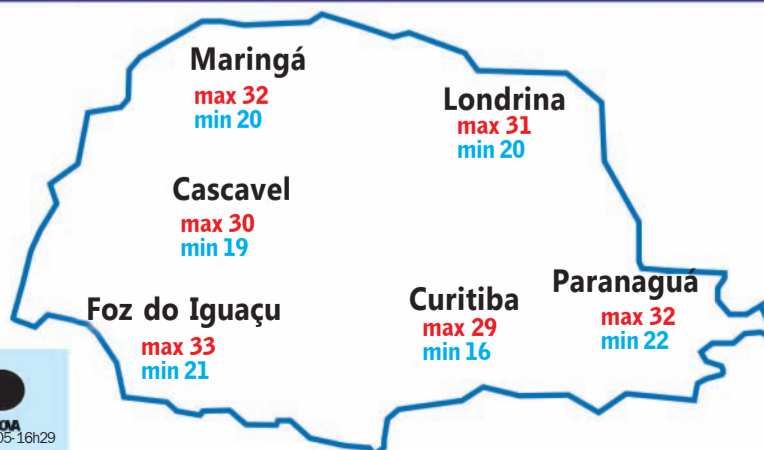 Maringá
max 32
min 20
Londrina
max 31
min 20
Cascavel
max 30
min 19
Foz do Iguaçu
max 33
min 21
Curitiba
max 29
min 16
Paranaguá
max 32
min 22
05-16h29